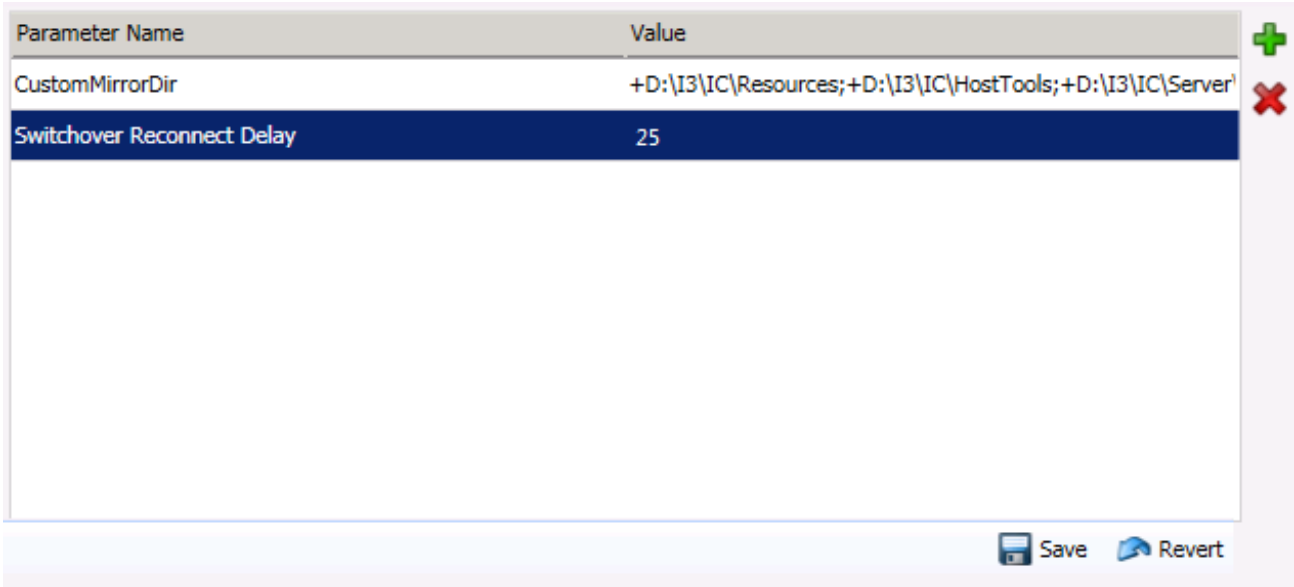 Parameter Name Value
CustomMirrorDir +D:\I3\IC\Resources;+D:\I3\IC\HostTools;+D:\I3\IC\Server\
Switchover Reconnect Delay 25
Save Revert